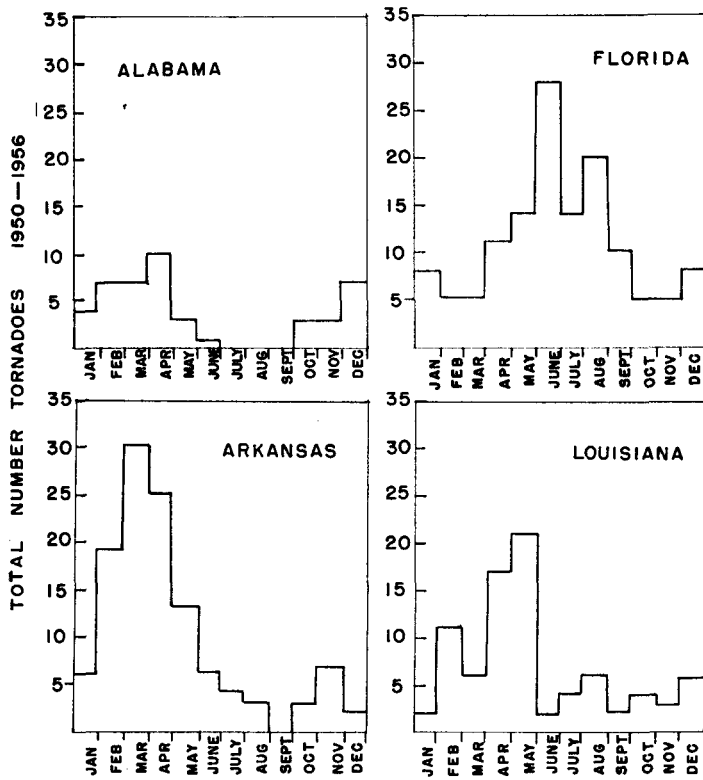 TOTAL NUMBER TORNADOES 1950—1956
35
30
25
20
15
10
5
ALABAMA
JAN
FEB
MAR
APR
MAY
JUNE
JULY
AUG
SEPT
OCT
NOV
DEC
35
30
25
20
15
10
5
FLORIDA
JAN
FEB
MAR
APR
MAY
JUNE
JULY
AUG
SEPT
OCT
NOV
DEC
30
25
20
15
10
5
ARKANSAS
JAN
FEB
MAR
APR
MAY
JUNE
JULY
AUG
SEPT
OCT
NOV
DEC
30
25
20
15
10
5
LOUISIANA
JAN
FEB
MAR
APR
MAY
JUNE
JULY
AUG
SEPT
OCT
NOV
DEC